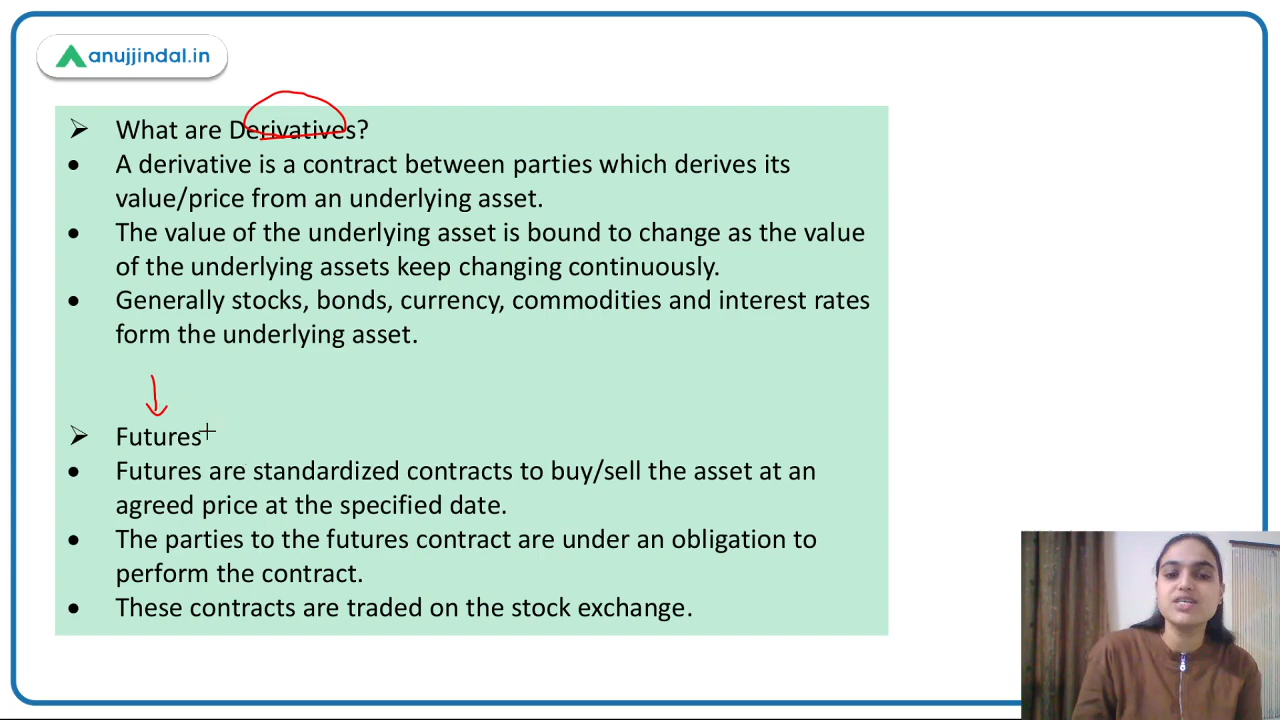 anujjindal.in
➢ What are Derivatives?
• A derivative is a contract between parties which derives its
value/price from an underlying asset.
• The value of the underlying asset is bound to change as the value
of the underlying assets keep changing continuously.
• Generally stocks, bonds, currency, commodities and interest rates
form the underlying asset.
➢ Futures
• Futures are standardized contracts to buy/sell the asset at an
agreed price at the specified date.
• The parties to the futures contract are under an obligation to
perform the contract.
• These contracts are traded on the stock exchange.